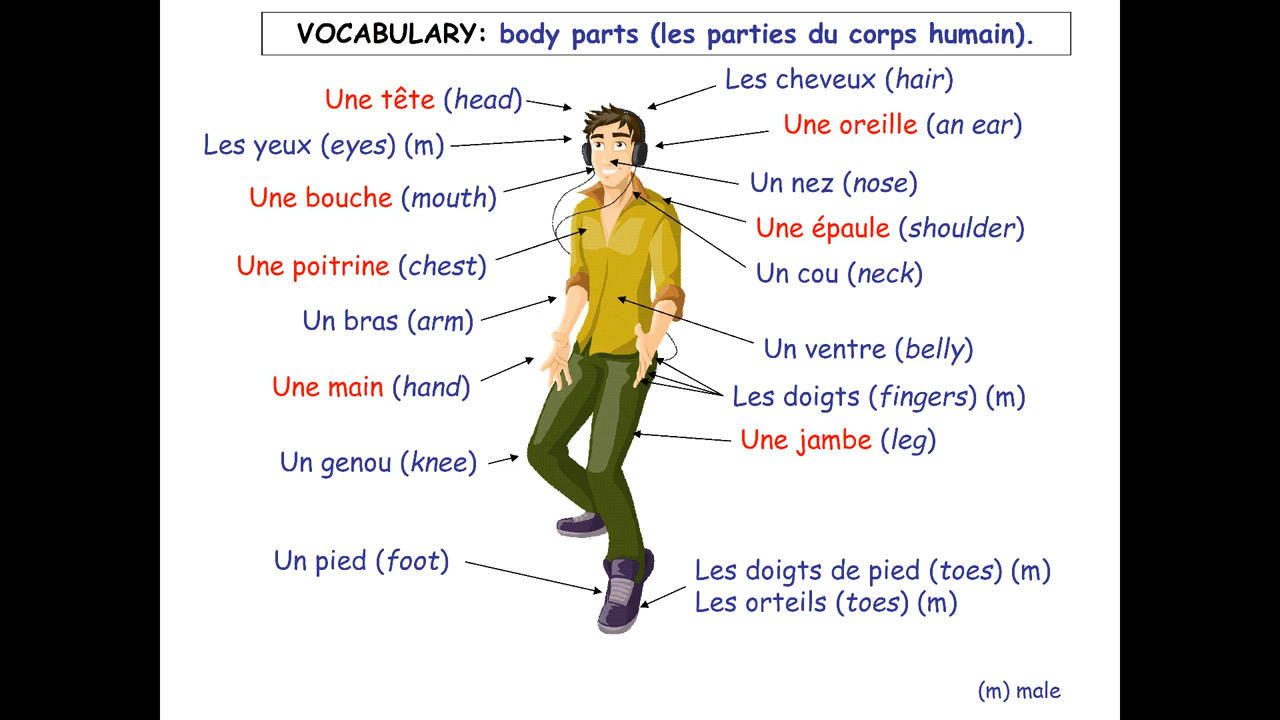 VOCABULARY: body parts (les parties du corps humain).
Une tête (head)
Les yeux (eyes) (m)
Une bouche (mouth)
Une poitrine (chest)
Un bras (arm)
Une main (hand)
Un genou (knee)
Un pied (foot)
Les cheveux (hair)
Une oreille (an ear)
Un nez (nose)
Une épaule (shoulder)
Un cou (neck)
Un ventre (belly)
Les doigts (fingers) (m)
Une jambe (leg)
Les doigts de pied (toes) (m)
Les orteils (toes) (m)
(m) male